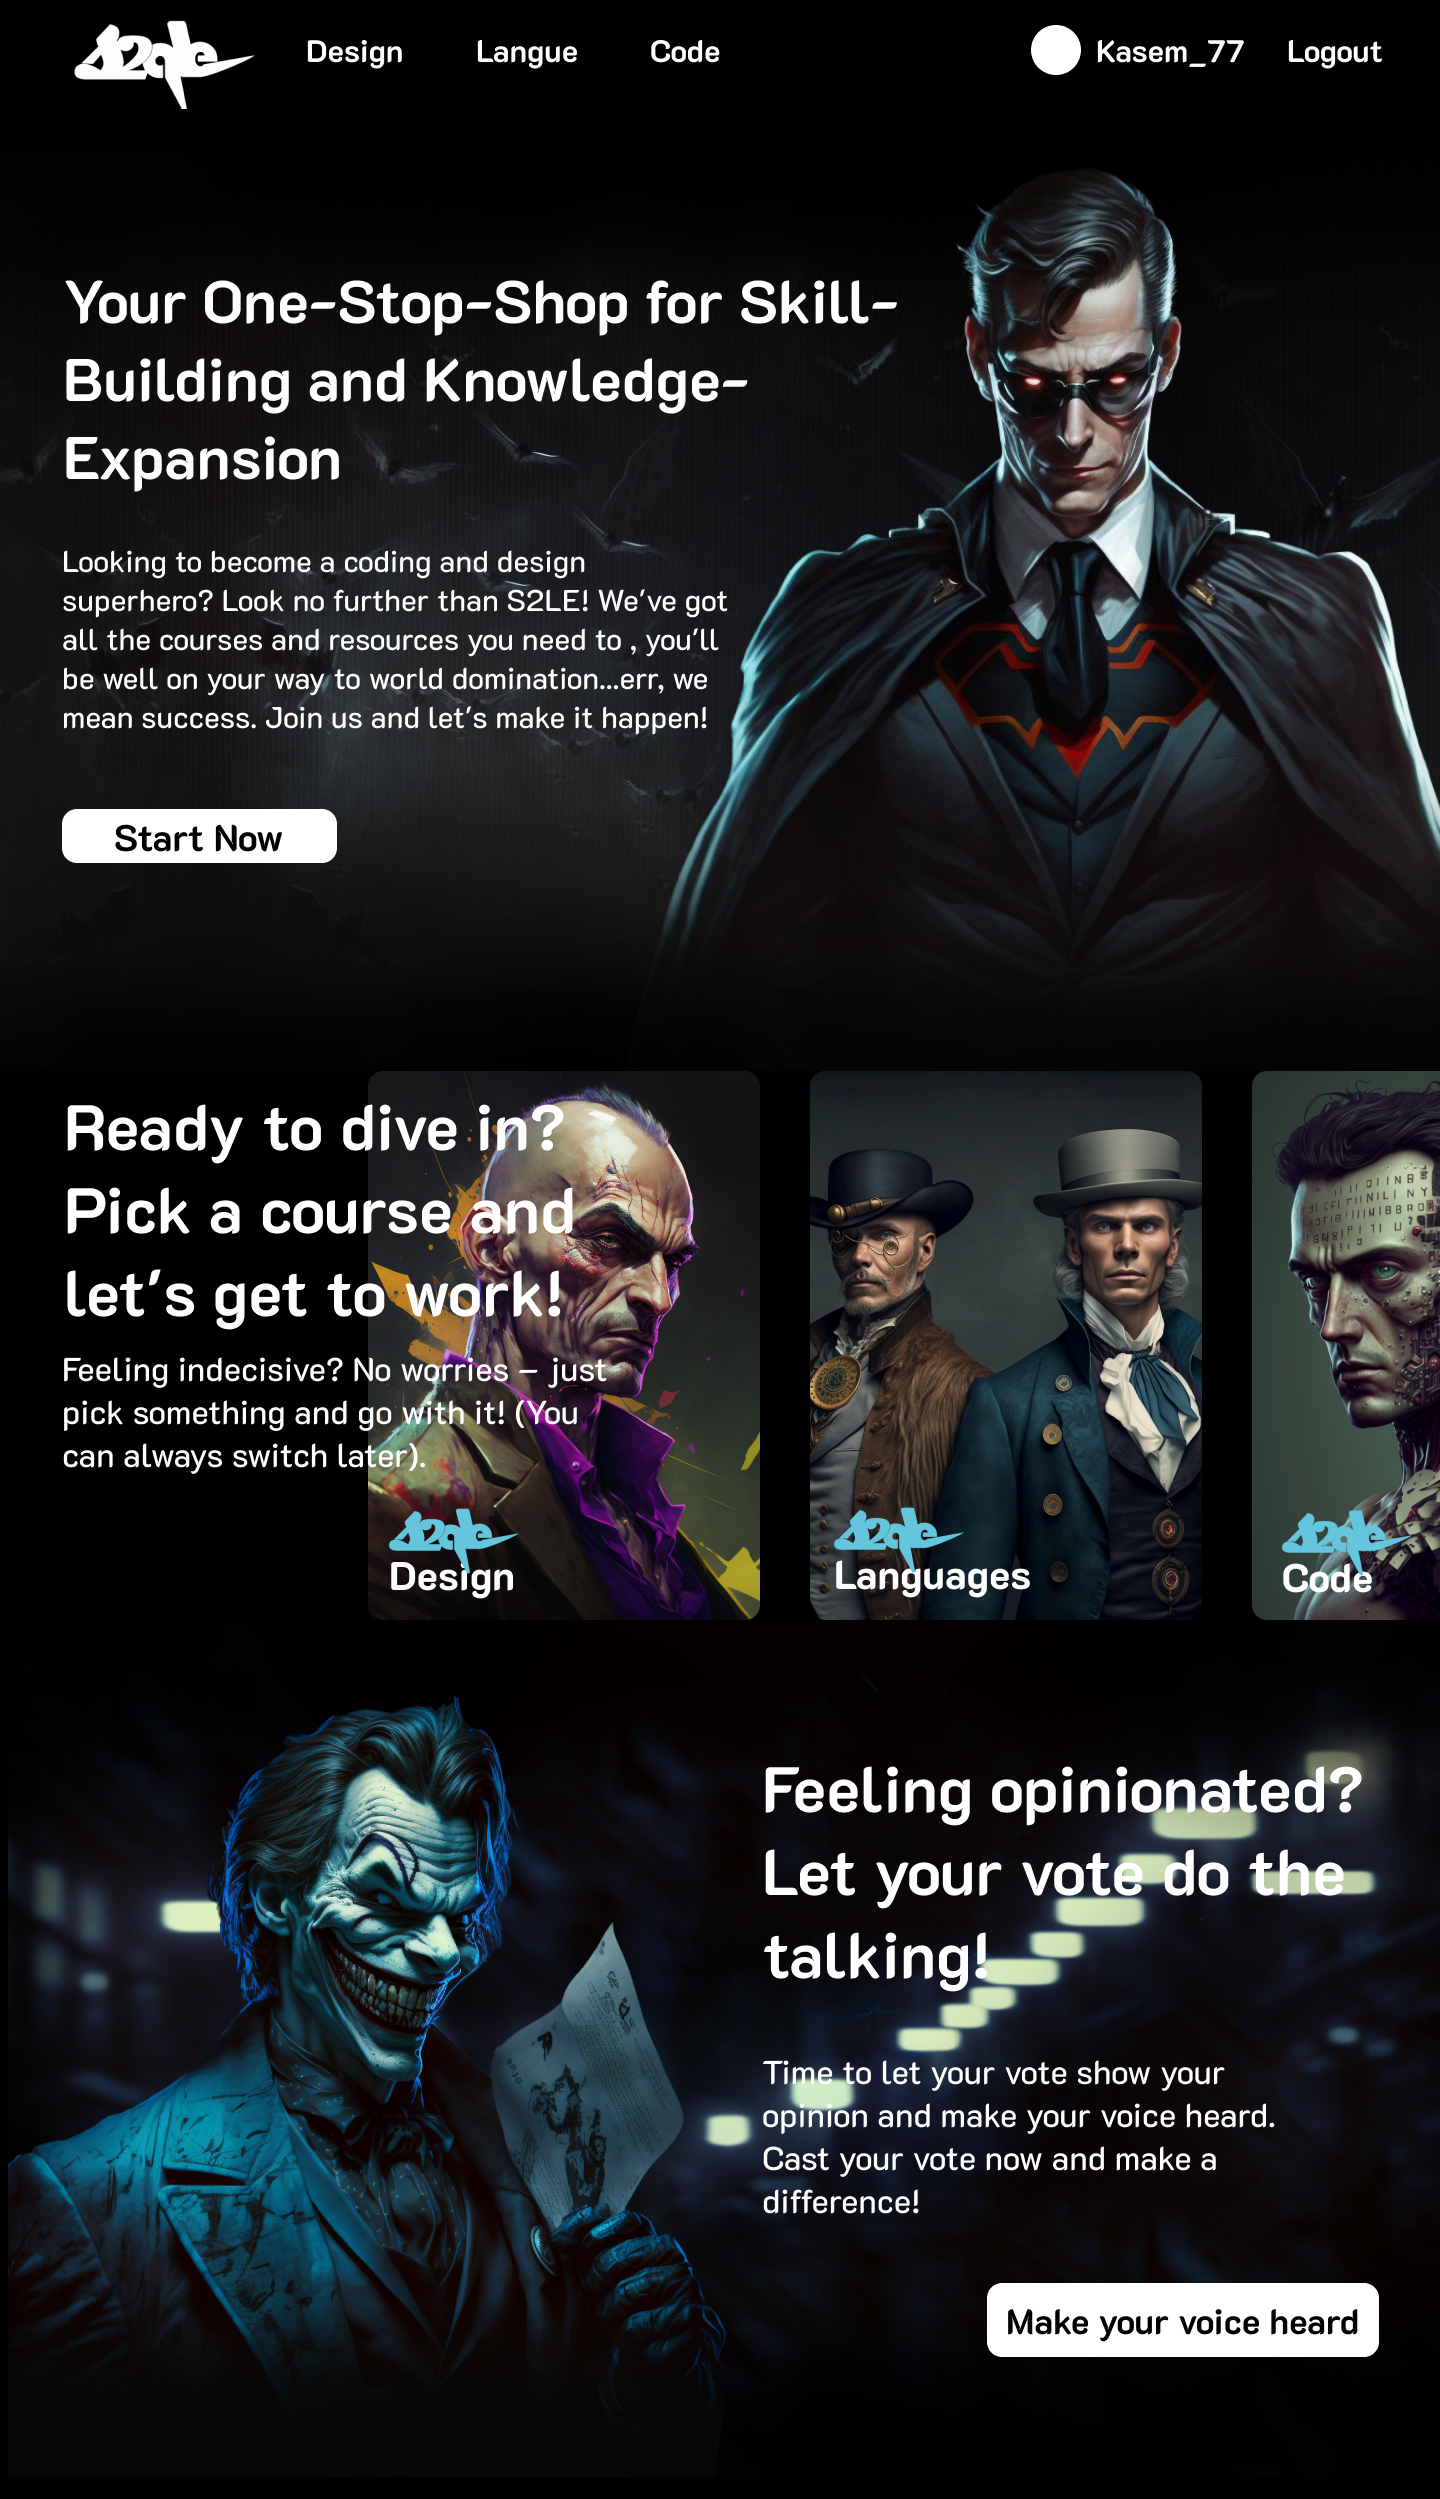 S2le
Design
Langue
Code
Kasem_77
Logout
Your One-Stop-Shop for Skill-
Building and Knowledge-
Expansion
Looking to become a coding and design
superhero? Look no further than S2LE! We've got
all the courses and resources you need to , you'll
be well on your way to world domination...err, we
mean success. Join us and let's make it happen!
Start Now
Ready to dive in?
Pick a course and
let's get to work!
Feeling indecisive? No worries – just
pick something and go with it! (You
can always switch later).
S2le
Design
S2le
Languages
S2le
Code
Feeling opinionated?
Let your vote do the
talking!
Time to let your vote show your
opinion and make your voice heard.
Cast your vote now and make a
difference!
Make your voice heard